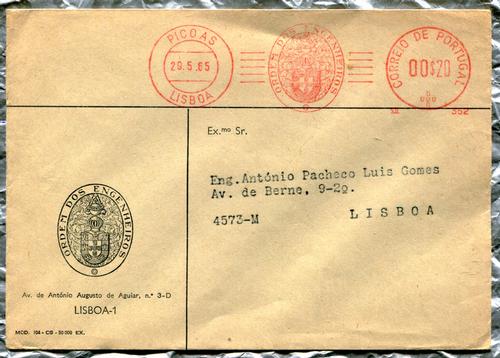 PICOAS
29.5.65
LISBOA
ORDEM DOS ENGENHEIROS
CORREIO DE PORTUGAL
00$20
352
Ex.mo Sr.
Eng. António Pacheco Luis Gomes
Av. de Berne, 9-2º.
4573-M LISBOA
ORDEM DOS ENGENHEIROS
Av. de António Augusto de Aguiar, n.º 3-D
LISBOA-1
MOD. 104 - CG - 50 000 EX.